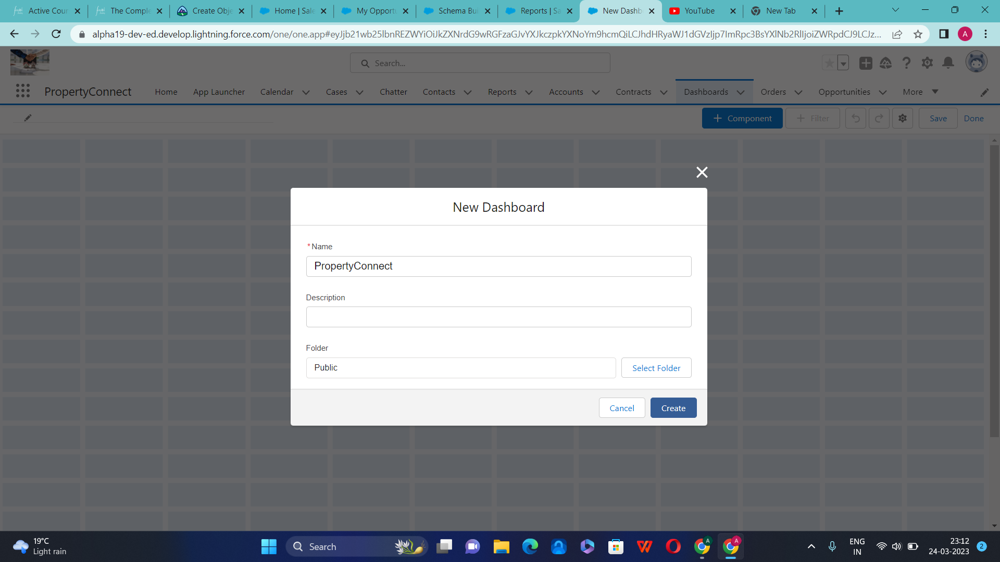 Active Cour
The Comple
Create Obje
Home | Sale
My Opportu
Schema Bui
Reports | Sa
New Dashb
YouTube
New Tab
alpha19-dev-ed.develop.lightning.force.com/one/one.app#eyJjb21wb25lbnREZWYiOiJkZXNrdG9wRGFzaGJvYXJkczpkYXNoYm9hcmQiLCJhdHRyaWJ1dGVzIjp7ImRpc3BsYXlNb2RlIjoiZWRpdCJ9LCJz...
A
Search...
PropertyConnect
Home
App Launcher
Calendar
Cases
Chatter
Contacts
Reports
Accounts
Contracts
Dashboards
Orders
Opportunities
More
+ Component
+ Filter
Save
Done
New Dashboard
* Name
PropertyConnect
Description
Folder
Public
Select Folder
Cancel
Create
19°C
Light rain
Search
A
A
ENG
IN
23:12
24-03-2023
2